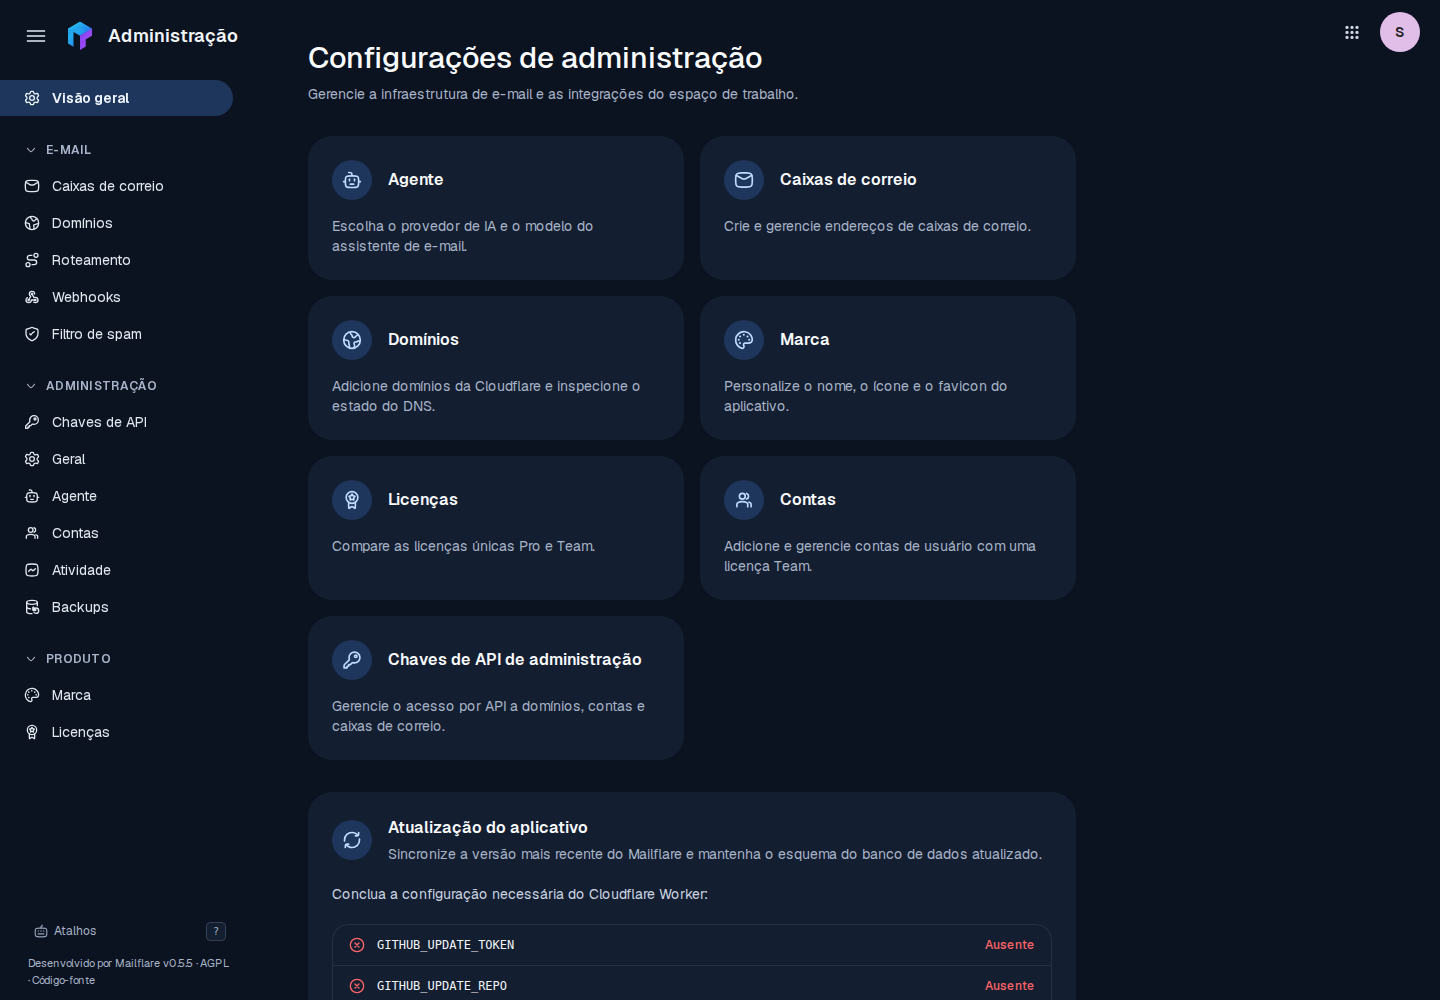 Administração
S
Visão geral
E-MAIL
Caixas de correio
Domínios
Roteamento
Webhooks
Filtro de spam
ADMINISTRAÇÃO
Chaves de API
Geral
Agente
Contas
Atividade
Backups
PRODUTO
Marca
Licenças
Atalhos
?
Desenvolvido por Mailflare v0.5.5 · AGPL
· Código-fonte
Configurações de administração
Gerencie a infraestrutura de e-mail e as integrações do espaço de trabalho.
Agente
Escolha o provedor de IA e o modelo do
assistente de e-mail.
Caixas de correio
Crie e gerencie endereços de caixas de correio.
Domínios
Adicione domínios da Cloudflare e inspecione o
estado do DNS.
Marca
Personalize o nome, o ícone e o favicon do
aplicativo.
Licenças
Compare as licenças únicas Pro e Team.
Contas
Adicione e gerencie contas de usuário com uma
licença Team.
Chaves de API de administração
Gerencie o acesso por API a domínios, contas e
caixas de correio.
Atualização do aplicativo
Sincronize a versão mais recente do Mailflare e mantenha o esquema do banco de dados atualizado.
Conclua a configuração necessária do Cloudflare Worker:
GITHUB_UPDATE_TOKEN Ausente
GITHUB_UPDATE_REPO Ausente